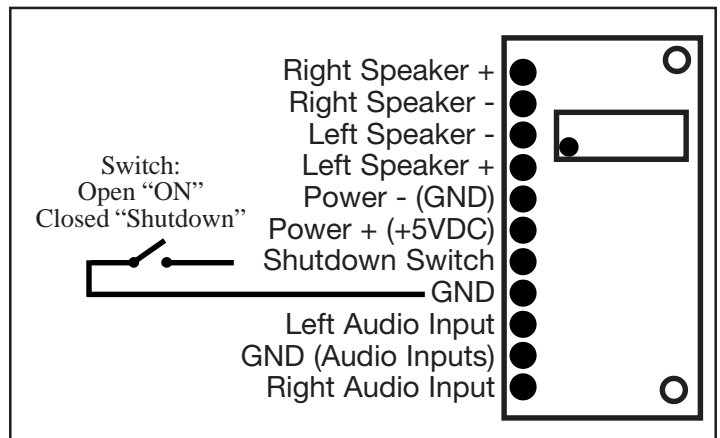 Right Speaker +
Right Speaker -
Left Speaker -
Left Speaker +
Power - (GND)
Power + (+5VDC)
Shutdown Switch
GND
Left Audio Input
GND (Audio Inputs)
Right Audio Input
Switch:
Open “ON”
Closed “Shutdown”